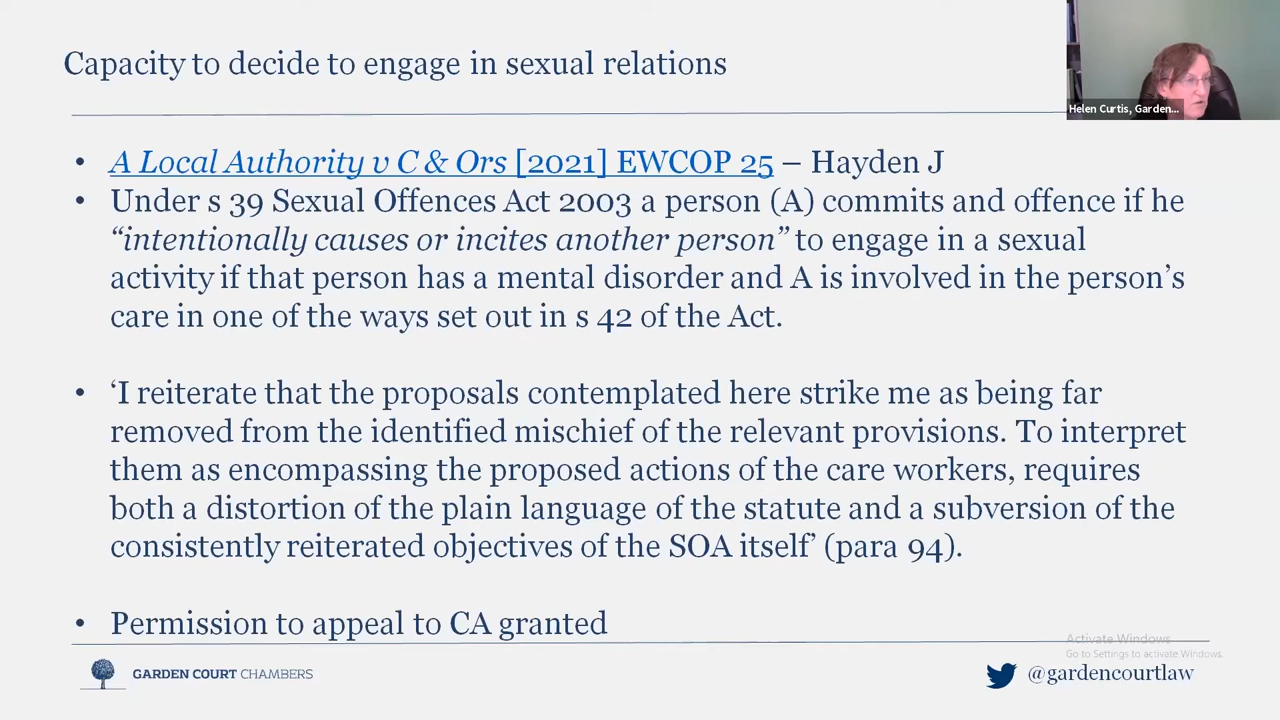 Capacity to decide to engage in sexual relations
Helen Curtis, Garden...
• A Local Authority v C & Ors [2021] EWCOP 25 – Hayden J
• Under s 39 Sexual Offences Act 2003 a person (A) commits and offence if he
“intentionally causes or incites another person” to engage in a sexual
activity if that person has a mental disorder and A is involved in the person’s
care in one of the ways set out in s 42 of the Act.
• ‘I reiterate that the proposals contemplated here strike me as being far
removed from the identified mischief of the relevant provisions. To interpret
them as encompassing the proposed actions of the care workers, requires
both a distortion of the plain language of the statute and a subversion of the
consistently reiterated objectives of the SOA itself’ (para 94).
• Permission to appeal to CA granted
Activate Windows
Go to Settings to activate Windows.
GARDEN COURT CHAMBERS
@gardencourtlaw